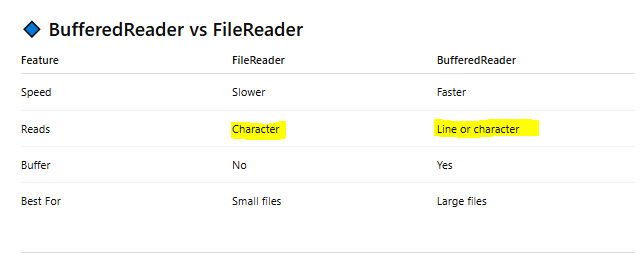 BufferedReader vs FileReader
Feature FileReader BufferedReader
Speed Slower Faster
Reads Character Line or character
Buffer No Yes
Best For Small files Large files